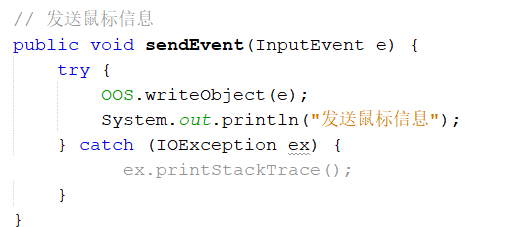 // 发送鼠标信息
public void sendEvent(InputEvent e) {
    try {
        OOS.writeObject(e);
        System.out.println("发送鼠标信息");
    } catch (IOException ex) {
          ex.printStackTrace();
    }
}